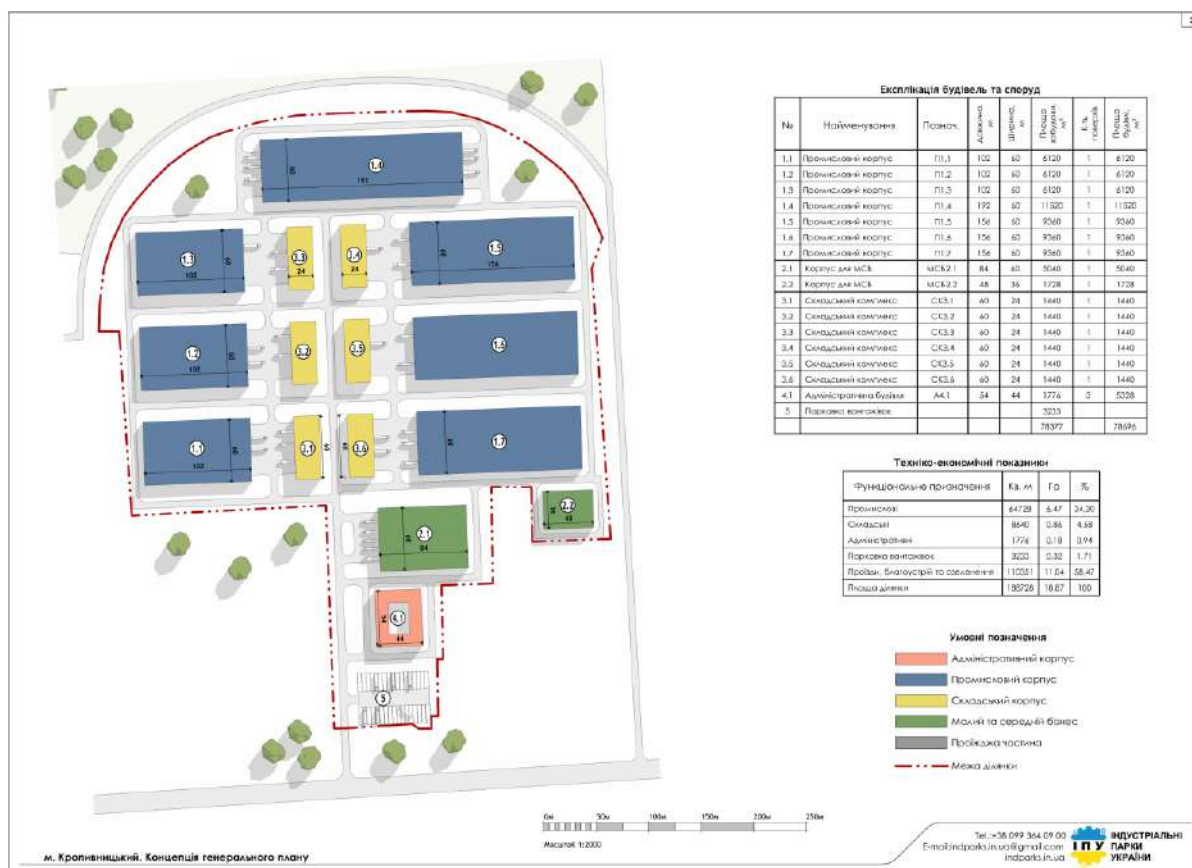 Експлікація будівель та споруд
№ Найменування Познач. Довжина, м Ширина, м Площа забудови, м² К-ть поверхів Площа будівлі, м²
1.1 Промисловий корпус П1.1 102 60 6120 1 6120
1.2 Промисловий корпус П1.2 102 60 6120 1 6120
1.3 Промисловий корпус П1.3 102 60 6120 1 6120
1.4 Промисловий корпус П1.4 192 60 11520 1 11520
1.5 Промисловий корпус П1.5 156 60 9360 1 9360
1.6 Промисловий корпус П1.6 156 60 9360 1 9360
1.7 Промисловий корпус П1.7 156 60 9360 1 9360
2.1 Корпус для МСБ МСБ2.1 84 60 5040 1 5040
2.2 Корпус для МСБ МСБ2.2 48 36 1728 1 1728
3.1 Складський комплекс СК3.1 60 24 1440 1 1440
3.2 Складський комплекс СК3.2 60 24 1440 1 1440
3.3 Складський комплекс СК3.3 60 24 1440 1 1440
3.4 Складський комплекс СК3.4 60 24 1440 1 1440
3.5 Складський комплекс СК3.5 60 24 1440 1 1440
3.6 Складський комплекс СК3.6 60 24 1440 1 1440
4.1 Адміністративна будівля А4.1 54 44 1776 3 5328
5 Парковка вантажівок 3233
78377 78696
Техніко-економічні показники
Функціональне призначення Кв. м Га %
Промислові 64728 6.47 34.30
Складські 8640 0.86 4.58
Адміністративні 1776 0.18 0.94
Парковка вантажівок 3233 0.32 1.71
Проїзди, благоустрій та озеленення 110351 11.04 58.47
Площа ділянки 188728 18.87 100
Умовні позначення
Адміністративний корпус
Промисловий корпус
Складський корпус
Малий та середній бізнес
Проїжджа частина
Межа ділянки
1.4
60
192
1.3
60
102
3.3
24
3.4
24
1.5
60
156
1.2
60
102
3.2
3.5
1.6
1.1
60
102
3.1
60
3.6
60
1.7
60
156
2.1
60
84
2.2
36
48
4.1
54
44
5
0м 50м 100м 150м 200м 250м
Масштаб 1:2000
м. Кропивницький. Концепція генерального плану
Tel.:+38 099 364 09 00
E-mail:indparks.in.ua@gmail.com
indparks.in.ua
ІПУ
ІНДУСТРІАЛЬНІ
ПАРКИ
УКРАЇНИ